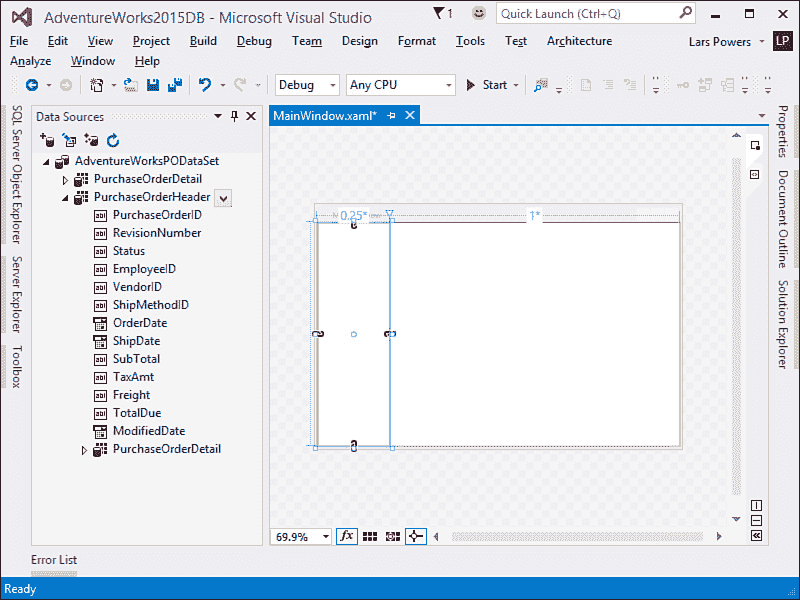 AdventureWorks2015DB - Microsoft Visual Studio
1
Quick Launch (Ctrl+Q)
File Edit View Project Build Debug Team Design Format Tools Test Architecture
Lars Powers LP
Analyze Window Help
Debug Any CPU Start
SQL Server Object Explorer
Server Explorer
Toolbox
Data Sources
AdventureWorksPODataSet
PurchaseOrderDetail
PurchaseOrderHeader
PurchaseOrderID
RevisionNumber
Status
EmployeeID
VendorID
ShipMethodID
OrderDate
ShipDate
SubTotal
TaxAmt
Freight
TotalDue
ModifiedDate
PurchaseOrderDetail
MainWindow.xaml*
0.25*
1*
69.9%
fx
Properties
Document Outline
Solution Explorer
Error List
Ready